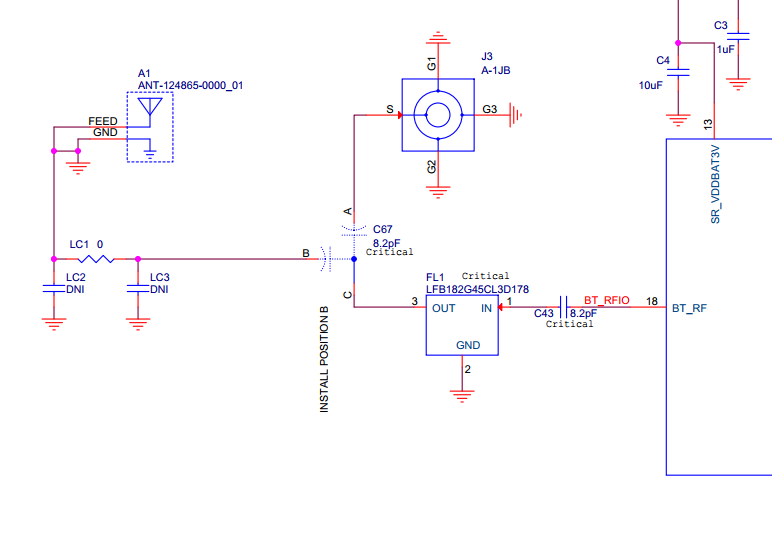 C3
1uF
C4
10uF
13
SR_VDDBAT3V
A1
ANT-124865-0000_01
FEED
GND
J3
A-1JB
G1
S
G3
G2
A
C67
8.2pF
Critical
B
C
LC1 0
LC2
DNI
LC3
DNI
INSTALL POSITION B
FL1 Critical
LFB182G45CL3D178
3 OUT IN 1
GND
2
C43 8.2pF
Critical
BT_RFIO
18 BT_RF